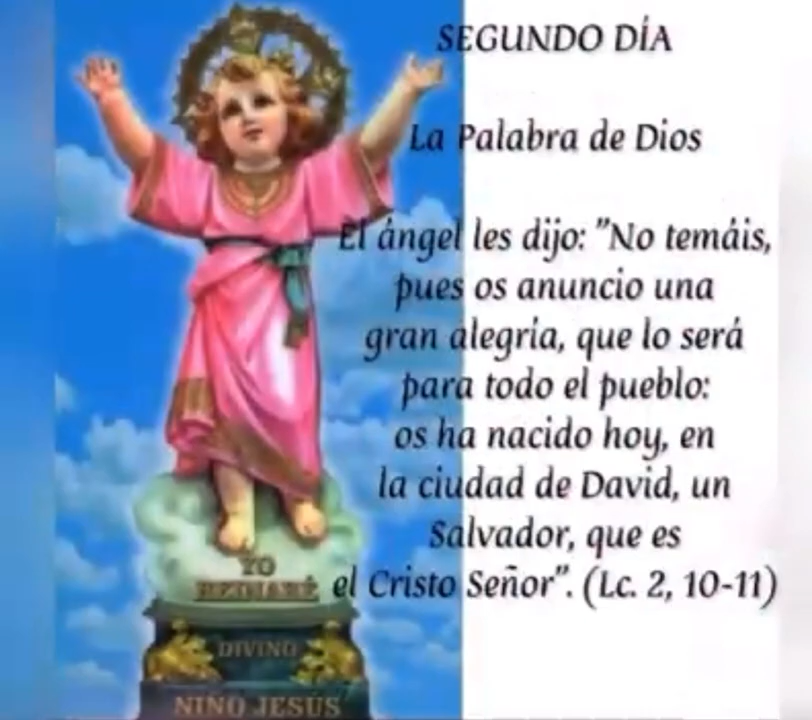 SEGUNDO DÍA
La Palabra de Dios
El ángel les dijo: "No temáis,
pues os anuncio una
gran alegría, que lo será
para todo el pueblo:
os ha nacido hoy, en
la ciudad de David, un
Salvador, que es
el Cristo Señor". (Lc. 2, 10-11)
YO
REINARÉ
DIVINO
NIÑO JESÚS